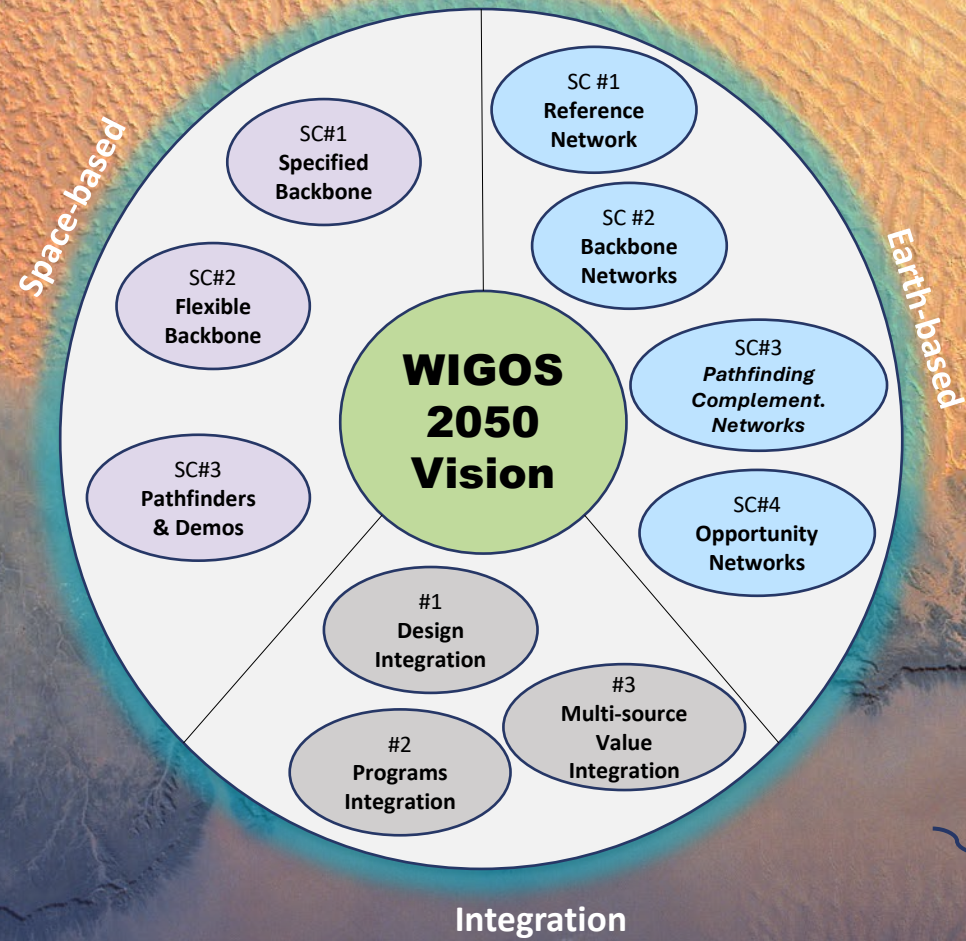 Space-based
SC#1
Specified
Backbone
SC#2
Flexible
Backbone
SC#3
Pathfinders
& Demos
WIGOS
2050
Vision
Earth-based
SC #1
Reference
Network
SC #2
Backbone
Networks
SC#3
Pathfinding
Complement.
Networks
SC#4
Opportunity
Networks
#1
Design
Integration
#2
Programs
Integration
#3
Multi-source
Value
Integration
Integration